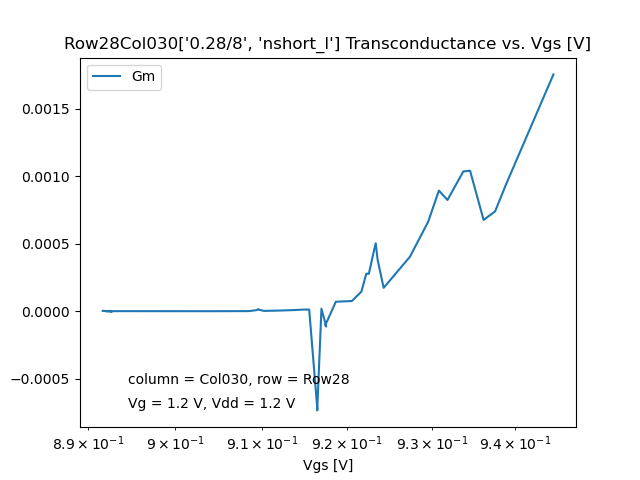 Row28Col030['0.28/8', 'nshort_l'] Transconductance vs. Vgs [V]
Gm
0.0015
0.0010
0.0005
0.0000
−0.0005
column = Col030, row = Row28
Vg = 1.2 V, Vdd = 1.2 V
8.9 × 10⁻¹ 9 × 10⁻¹ 9.1 × 10⁻¹ 9.2 × 10⁻¹ 9.3 × 10⁻¹ 9.4 × 10⁻¹
Vgs [V]